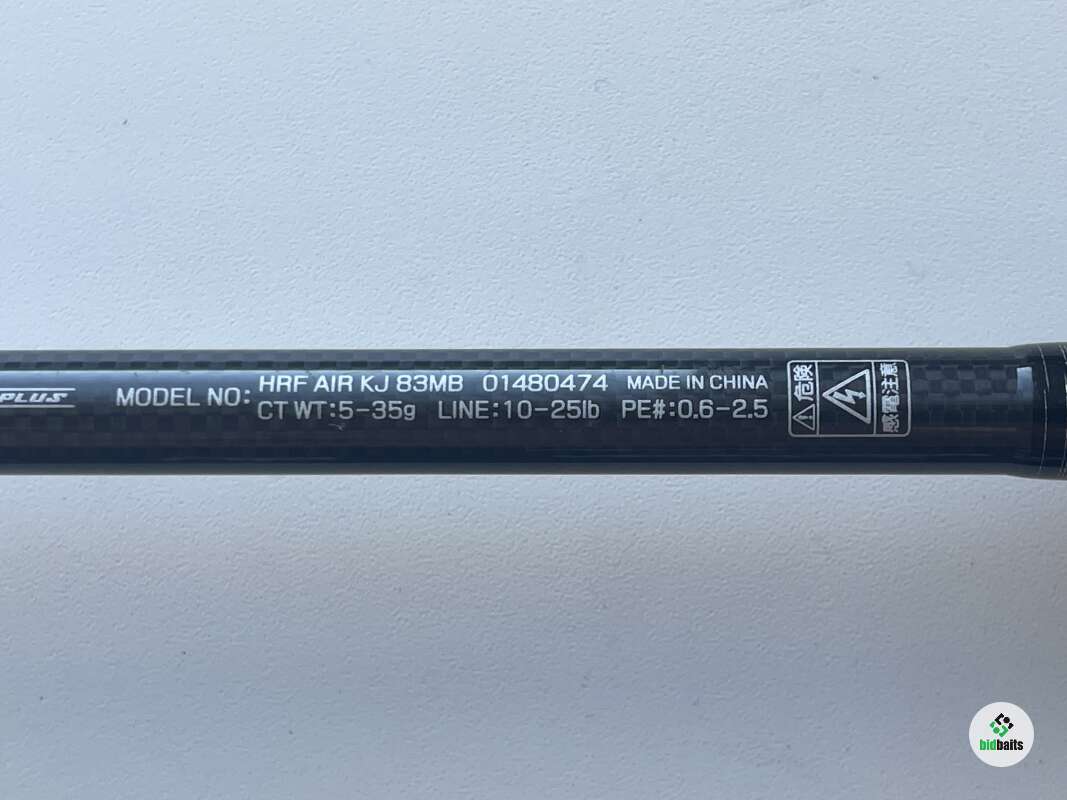 PLUS
MODEL NO:
HRF AIR KJ 83MB 01480474 MADE IN CHINA
CT WT:5-35g LINE:10-25lb PE#:0.6-2.5
危険
感電注意
bidbaits